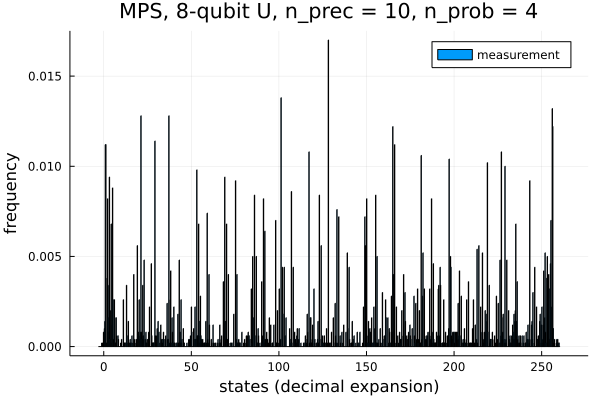 MPS, 8-qubit U, n_prec = 10, n_prob = 4
measurement
frequency
0.015
0.010
0.005
0.000
0 50 100 150 200 250
states (decimal expansion)